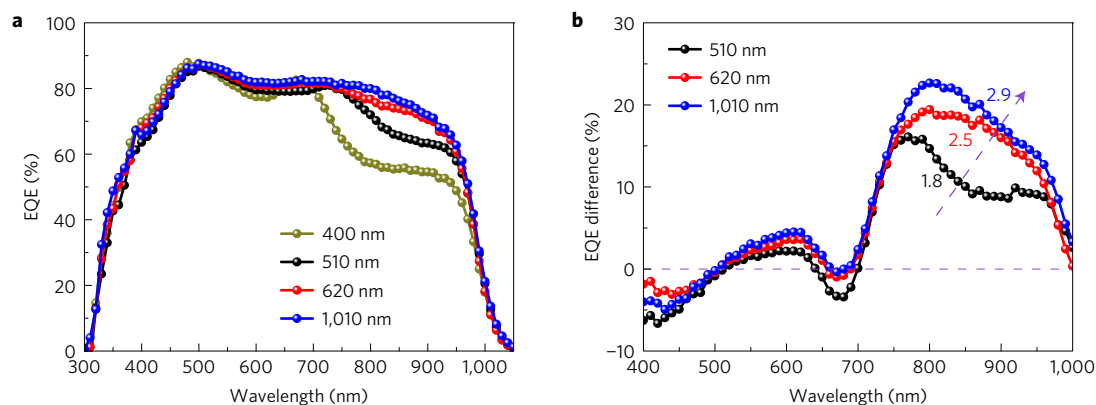 a
100
80
60
40
20
0
EQE (%)
400 nm
510 nm
620 nm
1,010 nm
300 400 500 600 700 800 900 1,000
Wavelength (nm)
b
30
20
10
0
−10
EQE difference (%)
510 nm
620 nm
1,010 nm
2.9
2.5
1.8
400 500 600 700 800 900 1,000
Wavelength (nm)